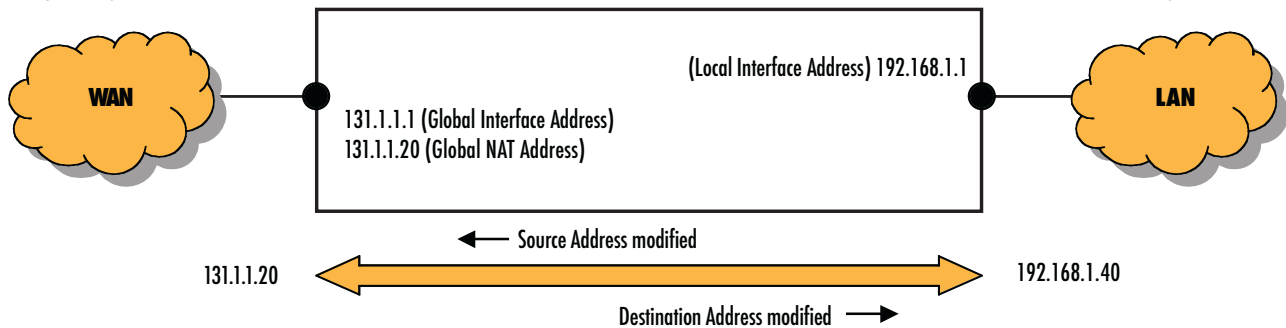 WAN
(Local Interface Address) 192.168.1.1
LAN
131.1.1.1 (Global Interface Address)
131.1.1.20 (Global NAT Address)
Source Address modified
131.1.1.20
192.168.1.40
Destination Address modified